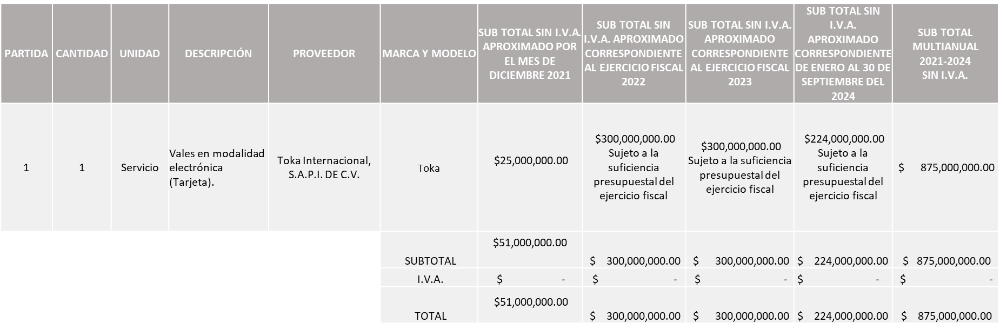 PARTIDA
CANTIDAD
UNIDAD
DESCRIPCIÓN
PROVEEDOR
MARCA Y MODELO
SUB TOTAL SIN I.V.A.
APROXIMADO POR
EL MES DE
DICIEMBRE 2021
SUB TOTAL SIN
I.V.A. APROXIMADO
CORRESPONDIENTE
AL EJERCICIO FISCAL
2022
SUB TOTAL SIN I.V.A.
APROXIMADO
CORRESPONDIENTE
AL EJERCICIO FISCAL
2023
SUB TOTAL SIN
I.V.A.
APROXIMADO
CORRESPONDIENTE
DE ENERO AL 30 DE
SEPTIEMBRE DEL
2024
SUB TOTAL
MULTIANUAL
2021-2024
SIN I.V.A.
1
1
Servicio
Vales en modalidad
electrónica
(Tarjeta).
Toka Internacional,
S.A.P.I. DE C.V.
Toka
$25,000,000.00
$300,000,000.00
Sujeto a la
suficiencia
presupuestal del
ejercicio fiscal
$300,000,000.00
Sujeto a la suficiencia
presupuestal del
ejercicio fiscal
$224,000,000.00
Sujeto a la
suficiencia
presupuestal del
ejercicio fiscal
$ 875,000,000.00
SUBTOTAL
$51,000,000.00
$ 300,000,000.00
$ 300,000,000.00
$ 224,000,000.00
$ 875,000,000.00
I.V.A.
$ -
$ -
$ -
$ -
$ -
TOTAL
$51,000,000.00
$ 300,000,000.00
$ 300,000,000.00
$ 224,000,000.00
$ 875,000,000.00